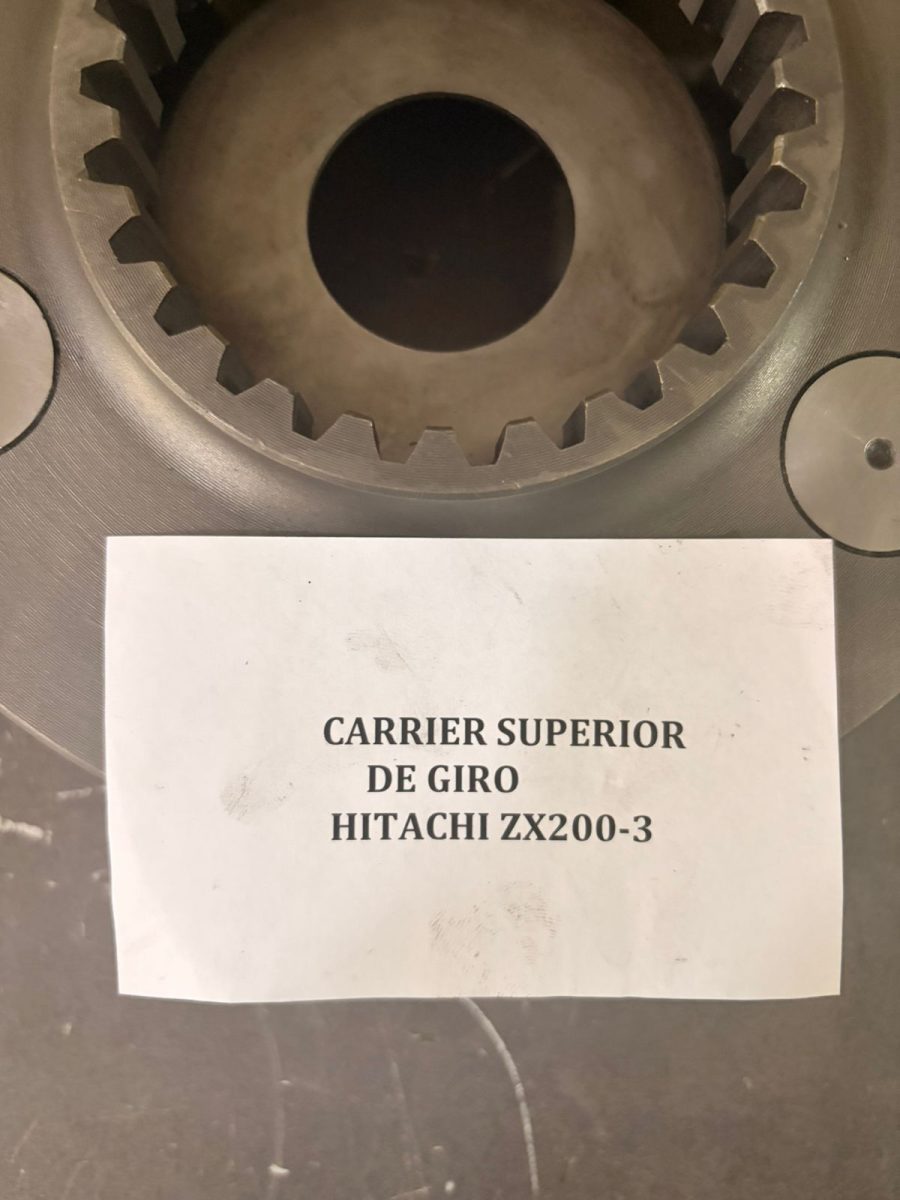 CARRIER SUPERIOR
DE GIRO
HITACHI ZX200-3